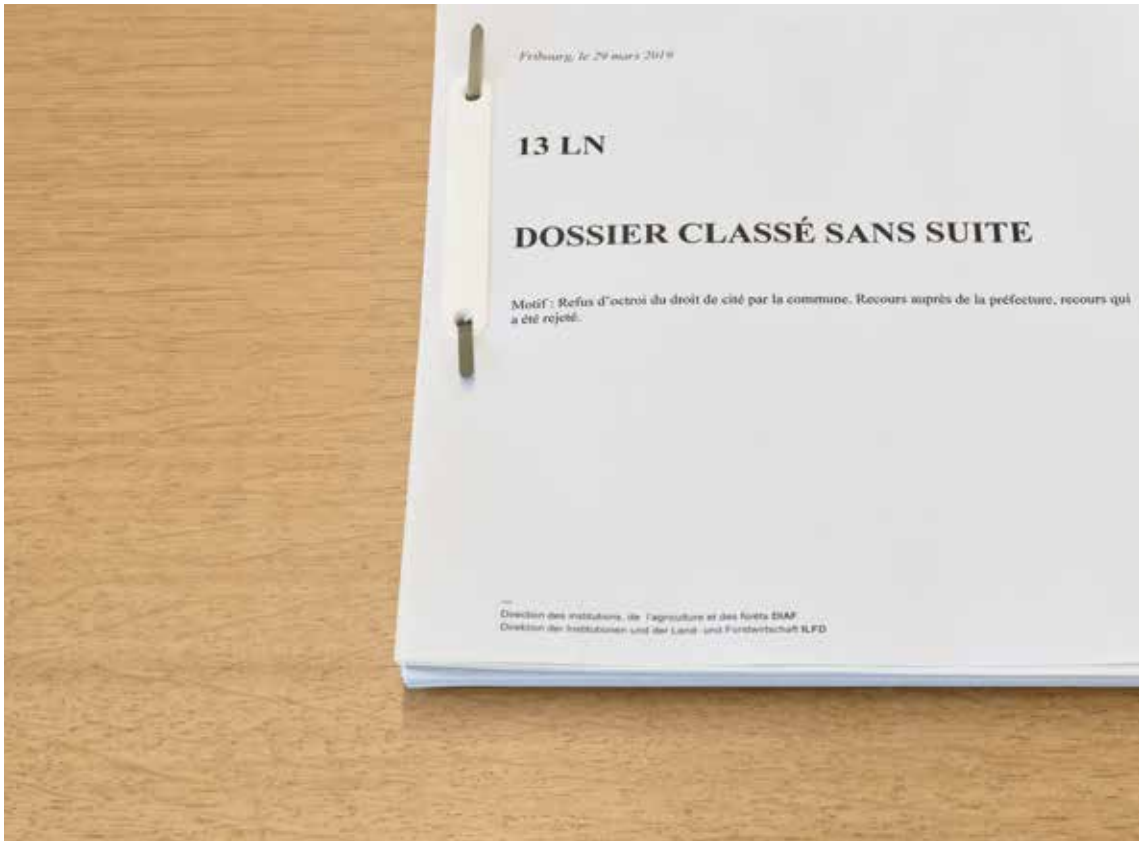 Fribourg, le 29 mars 2019
13 LN
DOSSIER CLASSÉ SANS SUITE
Motif : Refus d'octroi du droit de cité par la commune. Recours auprès de la préfecture, recours qui
a été rejeté.
—
Direction des institutions, de l'agriculture et des forêts DIAF
Direktion der Institutionen und der Land- und Forstwirtschaft ILFD